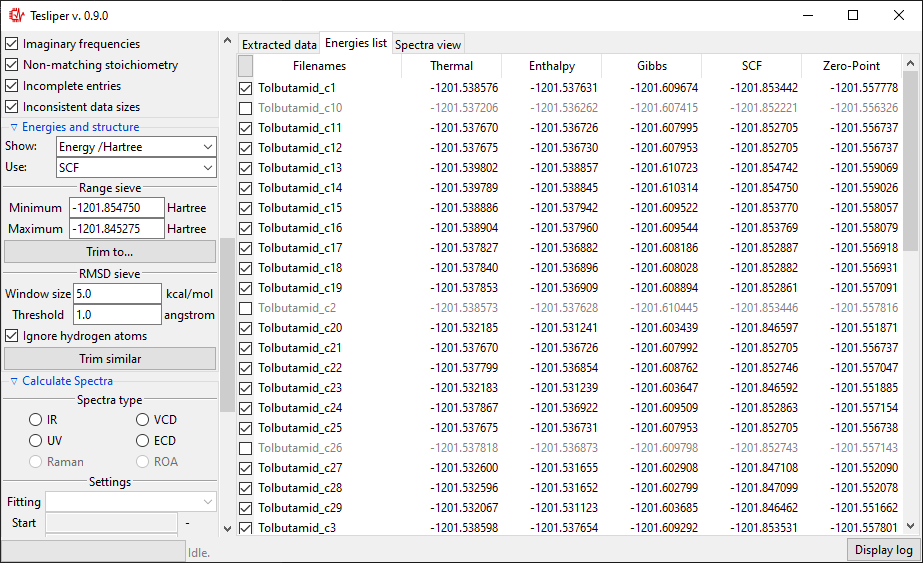 Tesliper v. 0.9.0
Imaginary frequencies
Non-matching stoichiometry
Incomplete entries
Inconsistent data sizes
Energies and structure
Show: Energy /Hartree
Use: SCF
Range sieve
Minimum -1201.854750 Hartree
Maximum -1201.845275 Hartree
Trim to...
RMSD sieve
Window size 5.0 kcal/mol
Threshold 1.0 angstrom
Ignore hydrogen atoms
Trim similar
Calculate Spectra
Spectra type
IR VCD
UV ECD
Raman ROA
Settings
Fitting
Start -
Extracted data Energies list Spectra view
Filenames Thermal Enthalpy Gibbs SCF Zero-Point
Tolbutamid_c1 -1201.538576 -1201.537631 -1201.609674 -1201.853442 -1201.557778
Tolbutamid_c10 -1201.537206 -1201.536262 -1201.607415 -1201.852221 -1201.556326
Tolbutamid_c11 -1201.537670 -1201.536726 -1201.607995 -1201.852705 -1201.556737
Tolbutamid_c12 -1201.537675 -1201.536730 -1201.607953 -1201.852705 -1201.556737
Tolbutamid_c13 -1201.539802 -1201.538857 -1201.610723 -1201.854742 -1201.559069
Tolbutamid_c14 -1201.539789 -1201.538845 -1201.610314 -1201.854750 -1201.559026
Tolbutamid_c15 -1201.538886 -1201.537942 -1201.609522 -1201.853770 -1201.558057
Tolbutamid_c16 -1201.538904 -1201.537960 -1201.609544 -1201.853769 -1201.558079
Tolbutamid_c17 -1201.537827 -1201.536882 -1201.608186 -1201.852887 -1201.556918
Tolbutamid_c18 -1201.537840 -1201.536896 -1201.608028 -1201.852882 -1201.556931
Tolbutamid_c19 -1201.537853 -1201.536909 -1201.608894 -1201.852861 -1201.557091
Tolbutamid_c2 -1201.538573 -1201.537628 -1201.610445 -1201.853446 -1201.557816
Tolbutamid_c20 -1201.532185 -1201.531241 -1201.603439 -1201.846597 -1201.551871
Tolbutamid_c21 -1201.537670 -1201.536726 -1201.607992 -1201.852705 -1201.556737
Tolbutamid_c22 -1201.537799 -1201.536854 -1201.608762 -1201.852746 -1201.557047
Tolbutamid_c23 -1201.532183 -1201.531239 -1201.603647 -1201.846592 -1201.551885
Tolbutamid_c24 -1201.537867 -1201.536922 -1201.609509 -1201.852863 -1201.557154
Tolbutamid_c25 -1201.537675 -1201.536731 -1201.607953 -1201.852705 -1201.556738
Tolbutamid_c26 -1201.537818 -1201.536873 -1201.609798 -1201.852743 -1201.557143
Tolbutamid_c27 -1201.532600 -1201.531655 -1201.602908 -1201.847108 -1201.552090
Tolbutamid_c28 -1201.532596 -1201.531652 -1201.602799 -1201.847099 -1201.552078
Tolbutamid_c29 -1201.532067 -1201.531123 -1201.603685 -1201.846462 -1201.551662
Tolbutamid_c3 -1201.538598 -1201.537654 -1201.609292 -1201.853531 -1201.557801
Idle.
Display log